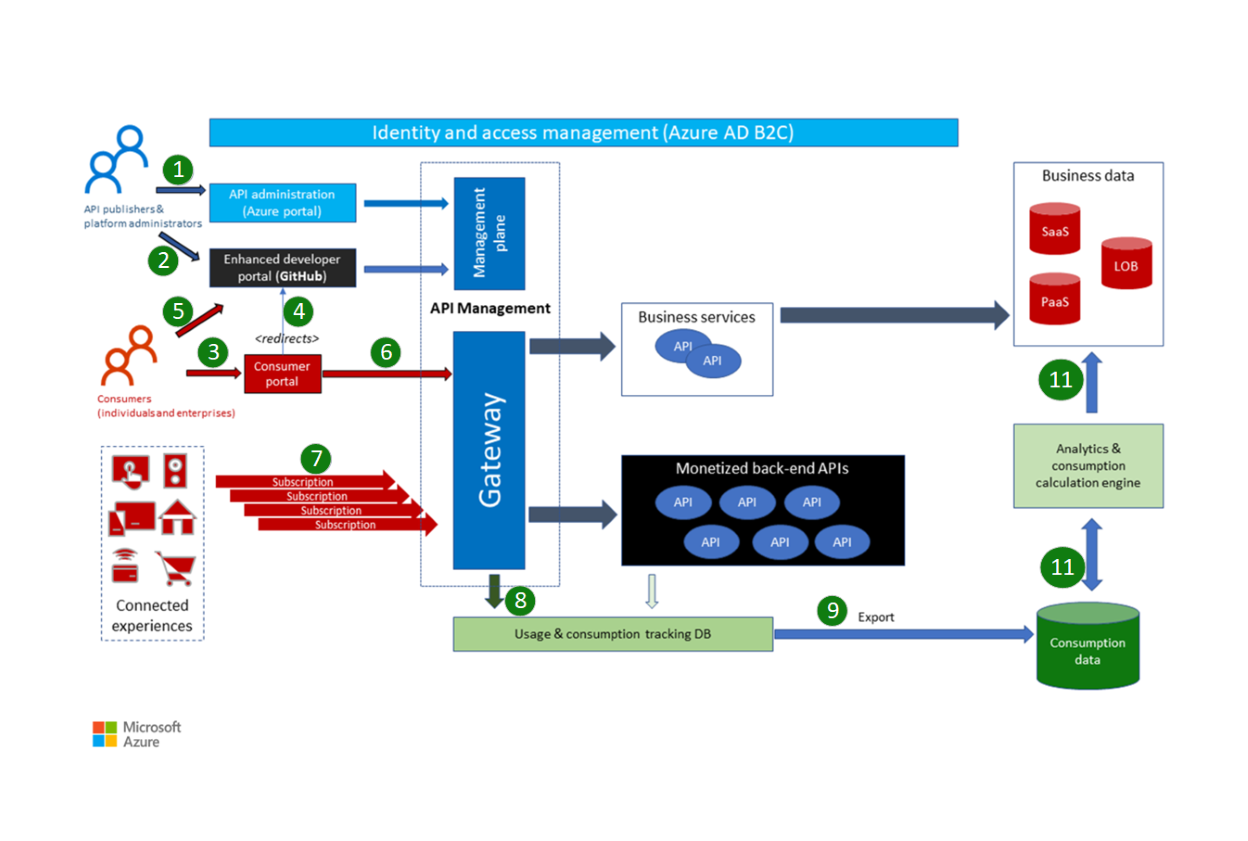 Identity and access management (Azure AD B2C)
1
API publishers &
platform administrators
API administration
(Azure portal)
2
Enhanced developer
portal (GitHub)
Management
plane
API Management
5
4
<redirects>
3
Consumer
portal
6
Consumers
(individuals and enterprises)
Gateway
Business services
API
API
Business data
SaaS
LOB
PaaS
11
Analytics &
consumption
calculation engine
7
Subscription
Subscription
Subscription
Subscription
Connected
experiences
Monetized back-end APIs
API
API
API
API
API
API
8
Usage & consumption tracking DB
9
Export
11
Consumption
data
Microsoft
Azure